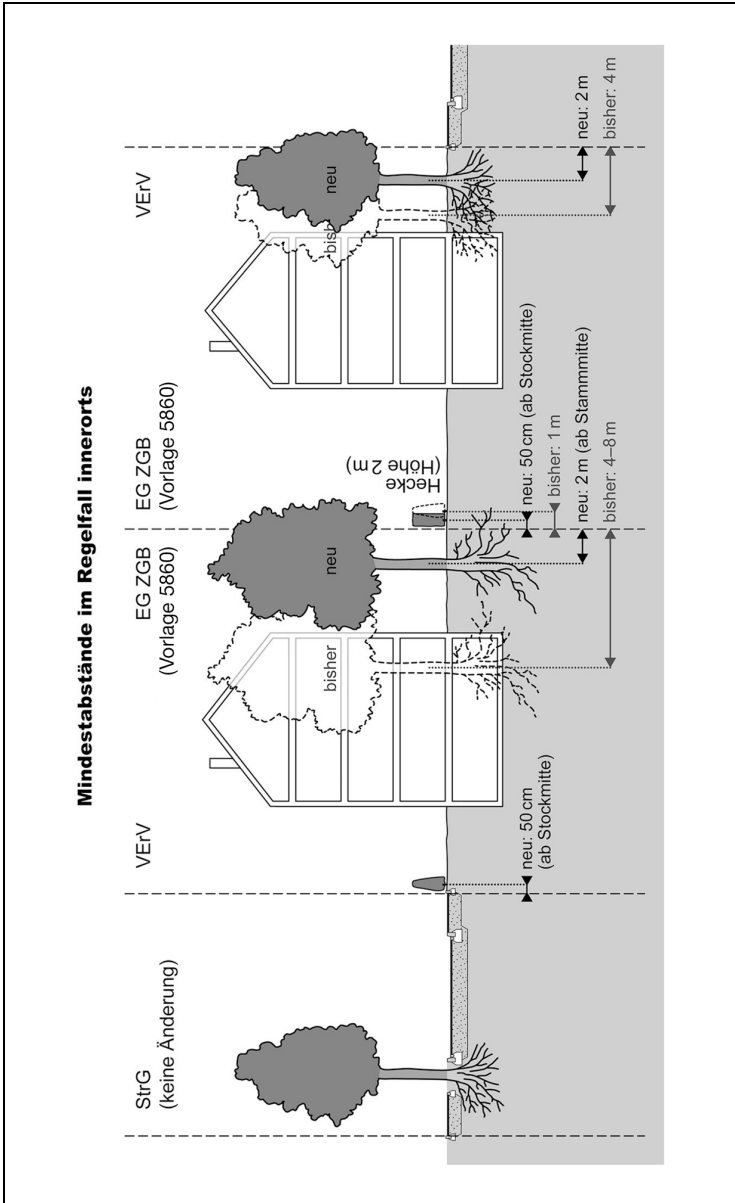 Mindestabstände im Regelfall innerorts
StrG
(keine Änderung)
VErV
EG ZGB
(Vorlage 5860)
EG ZGB
(Vorlage 5860)
VErV
bisher
neu
Hecke
(Höhe 2 m)
bish
neu
neu: 50 cm
(ab Stockmitte)
neu: 50 cm (ab Stockmitte)
bisher: 1 m
neu: 2 m (ab Stammmitte)
bisher: 4–8 m
neu: 2 m
bisher: 4 m